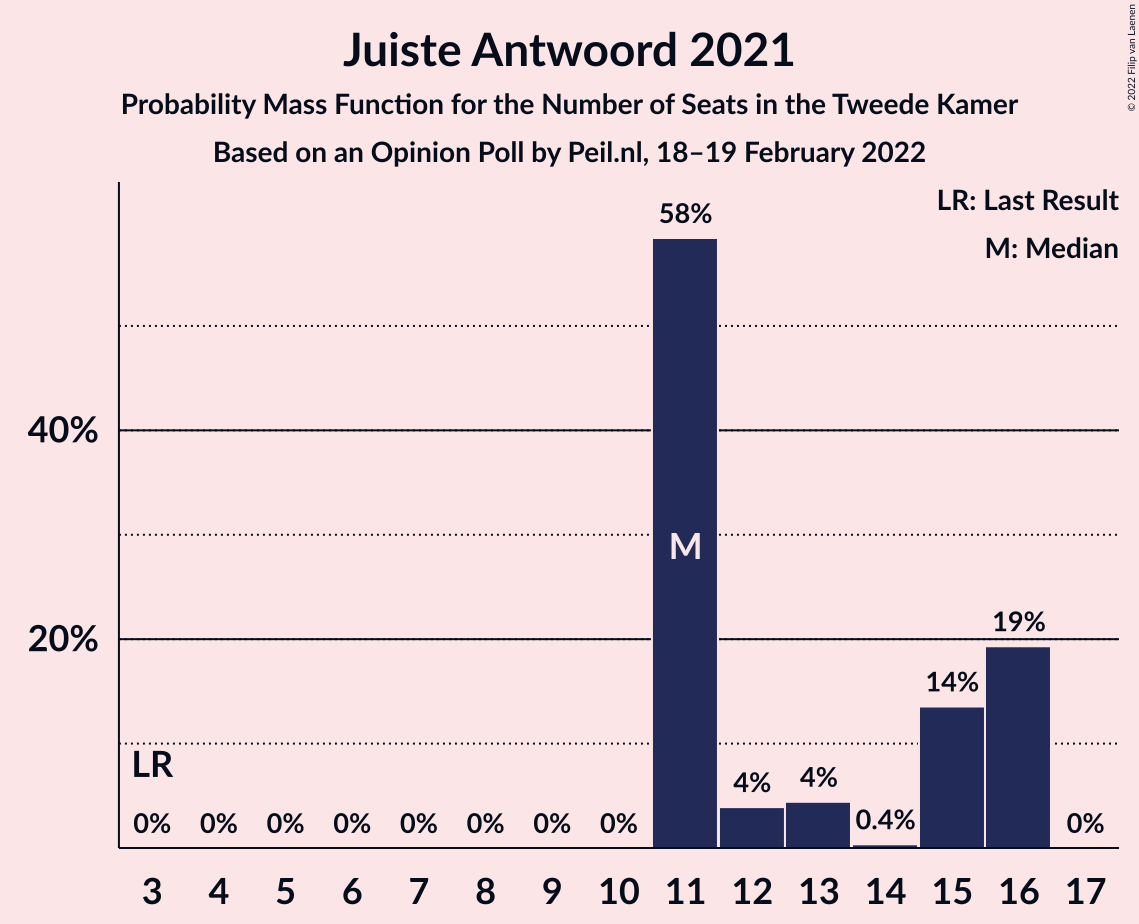 Juiste Antwoord 2021
Probability Mass Function for the Number of Seats in the Tweede Kamer
Based on an Opinion Poll by Peil.nl, 18–19 February 2022
© 2022 Filip van Laenen
LR: Last Result
M: Median
58%
40%
M
20%
19%
14%
LR
4%
4%
0%
0%
0%
0%
0%
0%
0%
0%
0.4%
0%
3 4 5 6 7 8 9 10 11 12 13 14 15 16 17